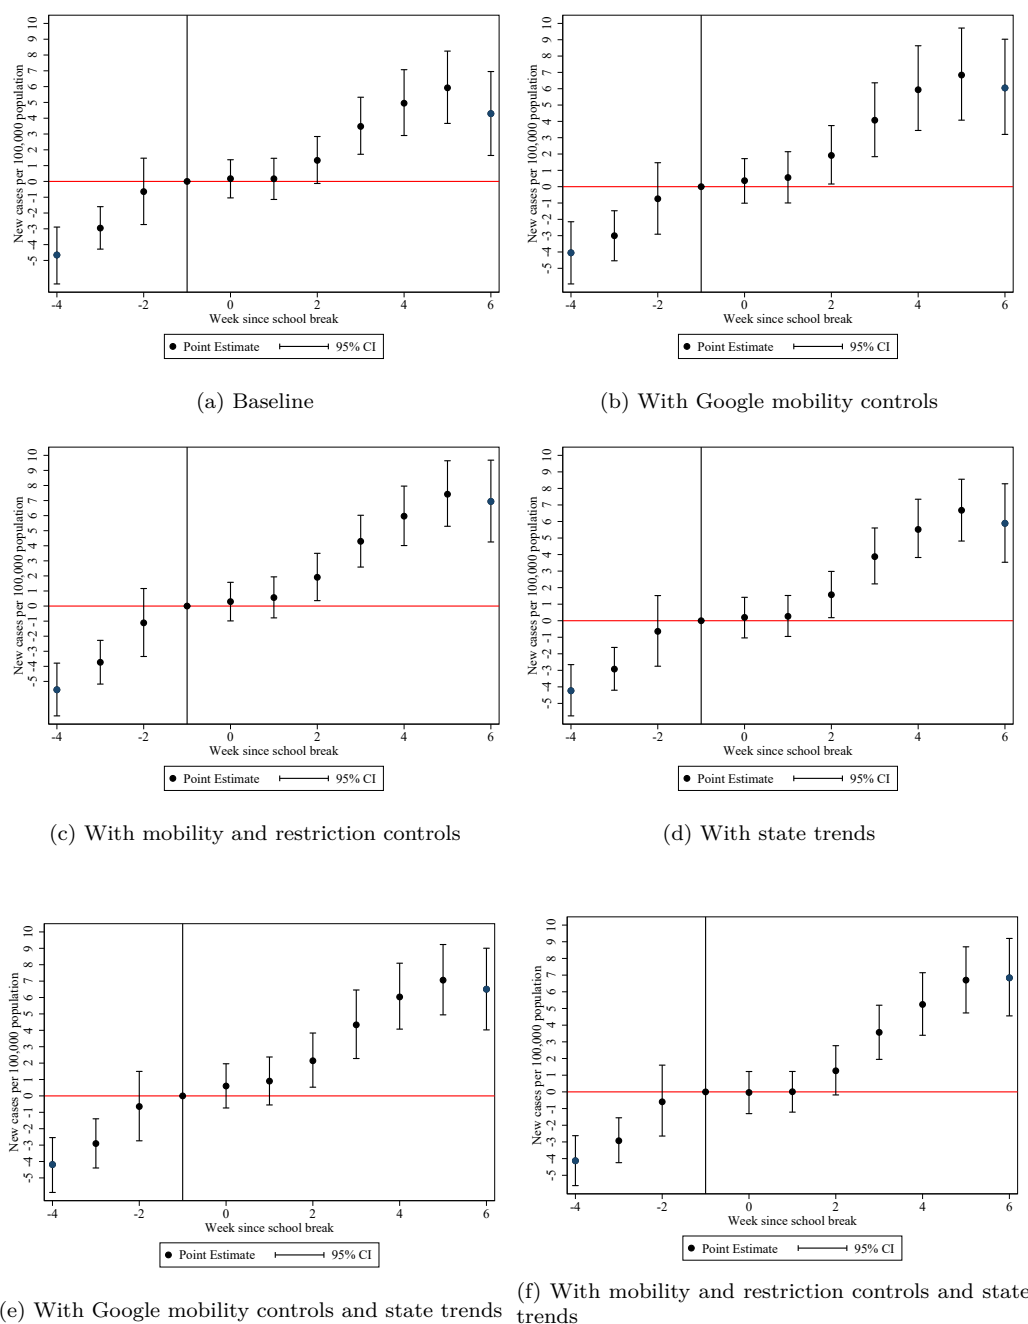 New cases per 100,000 population
-5 -4 -3 -2 -1 0 1 2 3 4 5 6 7 8 9 10
-4 -2 0 2 4 6
Week since school break
Point Estimate 95% CI
(a) Baseline
New cases per 100,000 population
-5 -4 -3 -2 -1 0 1 2 3 4 5 6 7 8 9 10
-4 -2 0 2 4 6
Week since school break
Point Estimate 95% CI
(b) With Google mobility controls
New cases per 100,000 population
-5 -4 -3 -2 -1 0 1 2 3 4 5 6 7 8 9 10
-4 -2 0 2 4 6
Week since school break
Point Estimate 95% CI
(c) With mobility and restriction controls
New cases per 100,000 population
-5 -4 -3 -2 -1 0 1 2 3 4 5 6 7 8 9 10
-4 -2 0 2 4 6
Week since school break
Point Estimate 95% CI
(d) With state trends
New cases per 100,000 population
-5 -4 -3 -2 -1 0 1 2 3 4 5 6 7 8 9 10
-4 -2 0 2 4 6
Week since school break
Point Estimate 95% CI
(e) With Google mobility controls and state trends
New cases per 100,000 population
-5 -4 -3 -2 -1 0 1 2 3 4 5 6 7 8 9 10
-4 -2 0 2 4 6
Week since school break
Point Estimate 95% CI
(f) With mobility and restriction controls and state
trends